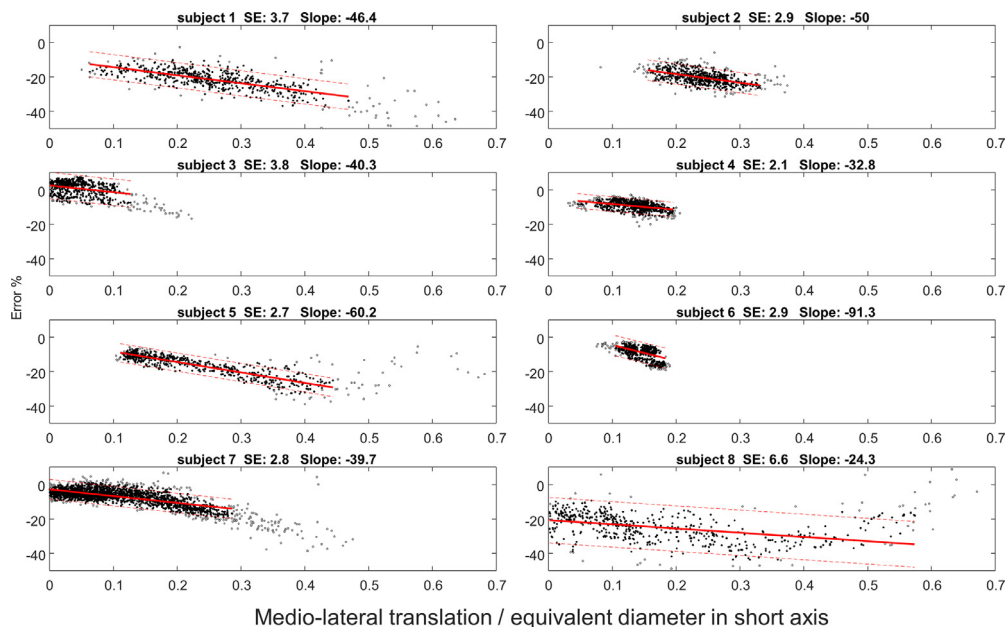 subject 1 SE: 3.7 Slope: -46.4
subject 2 SE: 2.9 Slope: -50
0
-20
-40
0 0.1 0.2 0.3 0.4 0.5 0.6 0.7
0
-20
-40
0 0.1 0.2 0.3 0.4 0.5 0.6 0.7
subject 3 SE: 3.8 Slope: -40.3
subject 4 SE: 2.1 Slope: -32.8
0
-20
-40
0 0.1 0.2 0.3 0.4 0.5 0.6 0.7
0
-20
-40
0 0.1 0.2 0.3 0.4 0.5 0.6 0.7
Error %
subject 5 SE: 2.7 Slope: -60.2
subject 6 SE: 2.9 Slope: -91.3
0
-20
-40
0 0.1 0.2 0.3 0.4 0.5 0.6 0.7
0
-20
-40
0 0.1 0.2 0.3 0.4 0.5 0.6 0.7
subject 7 SE: 2.8 Slope: -39.7
subject 8 SE: 6.6 Slope: -24.3
0
-20
-40
0 0.1 0.2 0.3 0.4 0.5 0.6 0.7
0
-20
-40
0 0.1 0.2 0.3 0.4 0.5 0.6 0.7
Medio-lateral translation / equivalent diameter in short axis